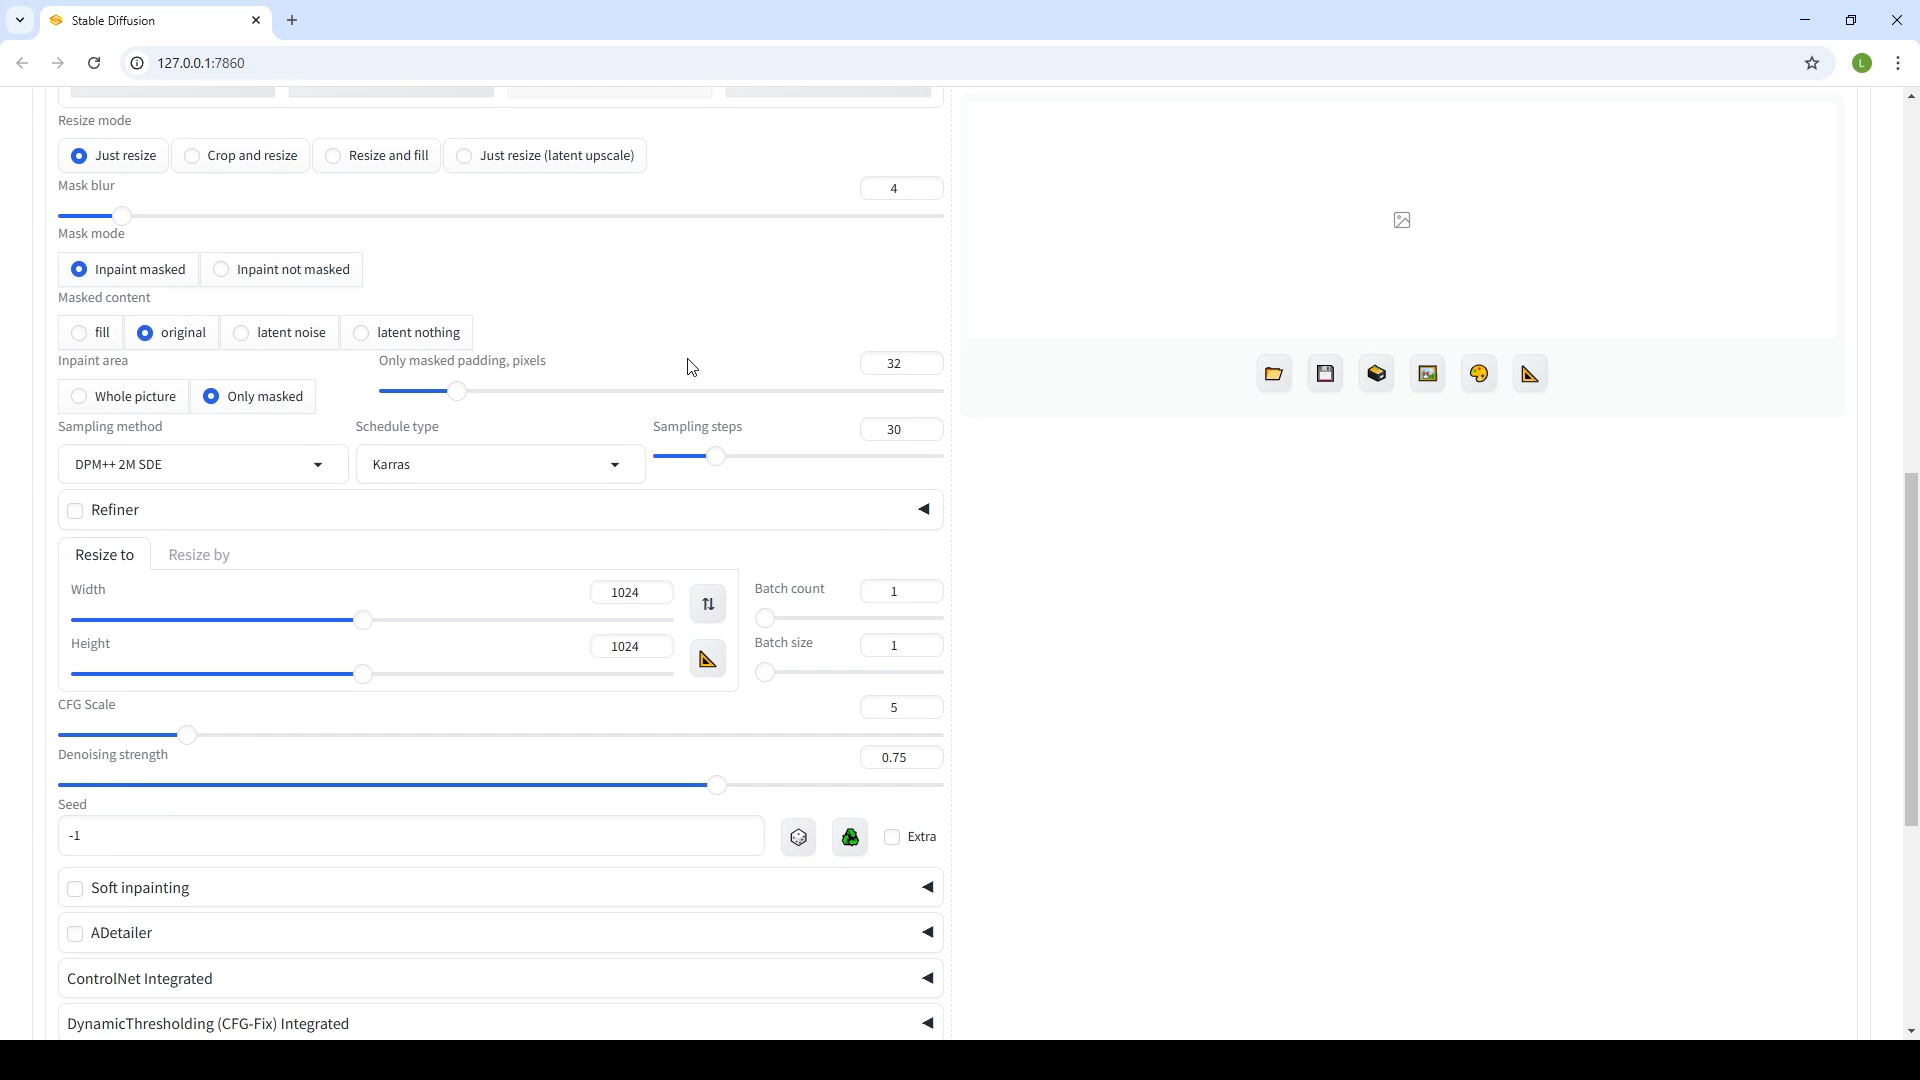 Stable Diffusion
127.0.0.1:7860
L
Resize mode
Just resize Crop and resize Resize and fill Just resize (latent upscale)
Mask blur 4
Mask mode
Inpaint masked Inpaint not masked
Masked content
fill original latent noise latent nothing
Inpaint area Only masked padding, pixels 32
Whole picture Only masked
Sampling method Schedule type Sampling steps 30
DPM++ 2M SDE Karras
Refiner
Resize to Resize by
Width 1024 Batch count 1
Height 1024 Batch size 1
CFG Scale 5
Denoising strength 0.75
Seed
-1 Extra
Soft inpainting
ADetailer
ControlNet Integrated
DynamicThresholding (CFG-Fix) Integrated